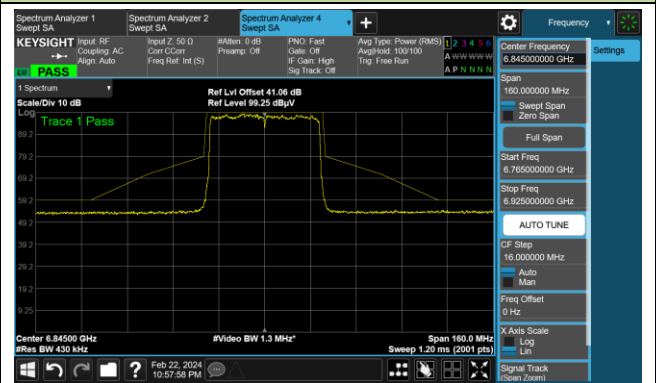 Spectrum Analyzer 1
Swept SA
Spectrum Analyzer 2
Swept SA
Spectrum Analyzer 4
Swept SA
Frequency
KEYSIGHT
PASS
Input: RF
Coupling: AC
Align: Auto
Input Z: 50 Ω
Corr CCorr
Freq Ref: Int (S)
#Atten: 0 dB
Preamp: Off
PNO: Fast
Gate: Off
IF Gain: High
Sig Track: Off
Avg Type: Power (RMS)
Avg|Hold: 100/100
Trig: Free Run
1 2 3 4 5 6
A W W W W W
A P N N N N
Center Frequency
6.845000000 GHz
Settings
Span
160.000000 MHz
Swept Span
Zero Span
Full Span
Start Freq
6.765000000 GHz
Stop Freq
6.925000000 GHz
AUTO TUNE
CF Step
16.000000 MHz
Auto
Man
Freq Offset
0 Hz
X Axis Scale
Log
Lin
Signal Track
(Span Zoom)
1 Spectrum
Scale/Div 10 dB
Ref Lvl Offset 41.06 dB
Ref Level 99.25 dBµV
Log
Trace 1 Pass
89.2
79.2
69.2
59.2
49.2
39.2
29.2
19.2
9.25
Center 6.84500 GHz
#Res BW 430 kHz
#Video BW 1.3 MHz*
Span 160.0 MHz
Sweep 1.20 ms (2001 pts)
Feb 22, 2024
10:57:58 PM